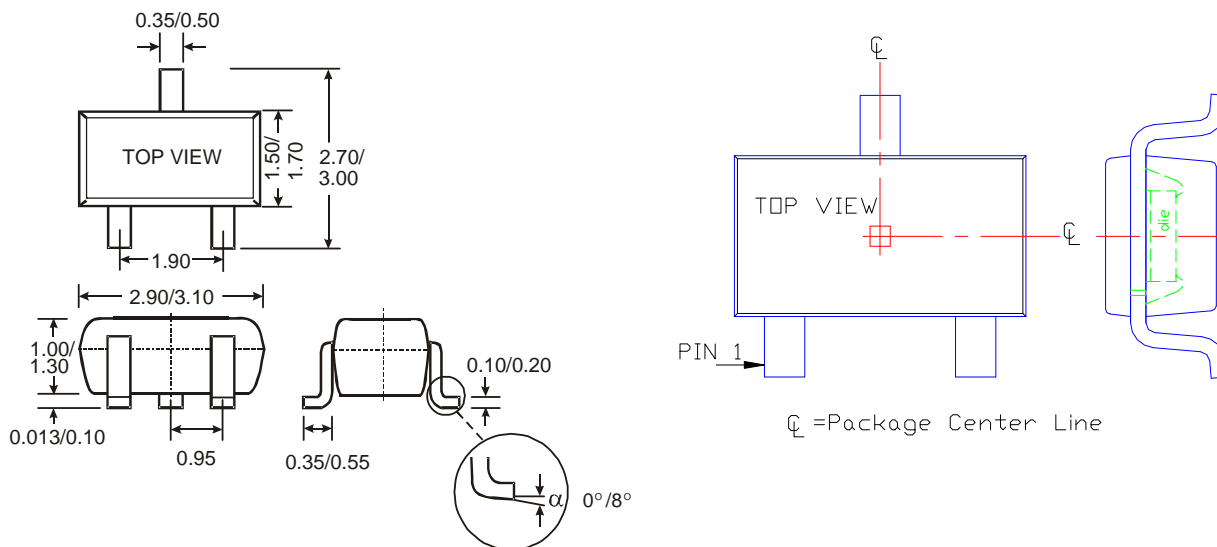 0.35/0.50
TOP VIEW
1.50/
1.70
2.70/
3.00
1.90
2.90/3.10
1.00/
1.30
0.013/0.10
0.95
0.35/0.55
0.10/0.20
α 0°/8°
℄
TOP VIEW
℄
die
PIN 1
℄ =Package Center Line